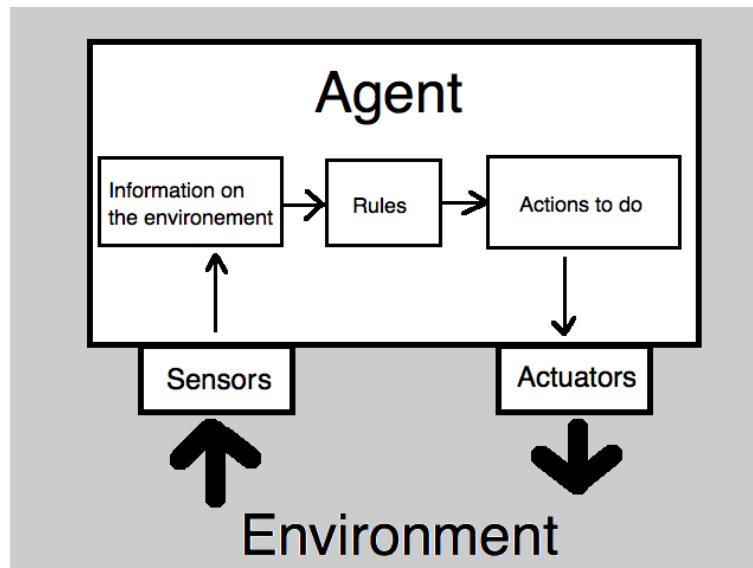 Agent
Information on
the environement
Rules
Actions to do
Sensors
Actuators
Environment